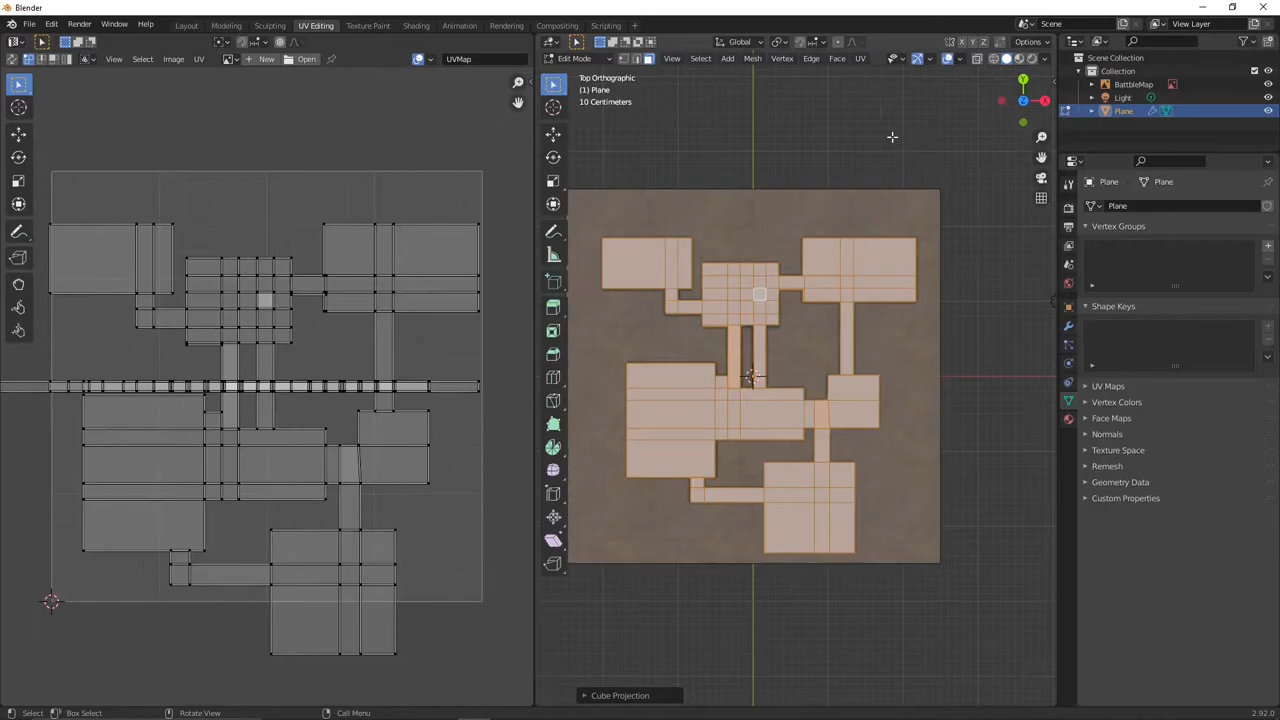 Blender
File Edit Render Window Help
Layout Modeling Sculpting UV Editing Texture Paint Shading Animation Rendering Compositing Scripting +
Scene
View Layer
Global
Options
View Select Image UV
New
Open
UVMap
Edit Mode
View Select Add Mesh Vertex Edge Face UV
X Y Z
Top Orthographic
(1) Plane
10 Centimeters
Y
Z
X
Scene Collection
Collection
BattleMap
Light
Plane
Plane
Plane
Plane
Vertex Groups
Shape Keys
UV Maps
Vertex Colors
Face Maps
Normals
Texture Space
Remesh
Geometry Data
Custom Properties
Cube Projection
Select
Box Select
Rotate View
Call Menu
2.92.0